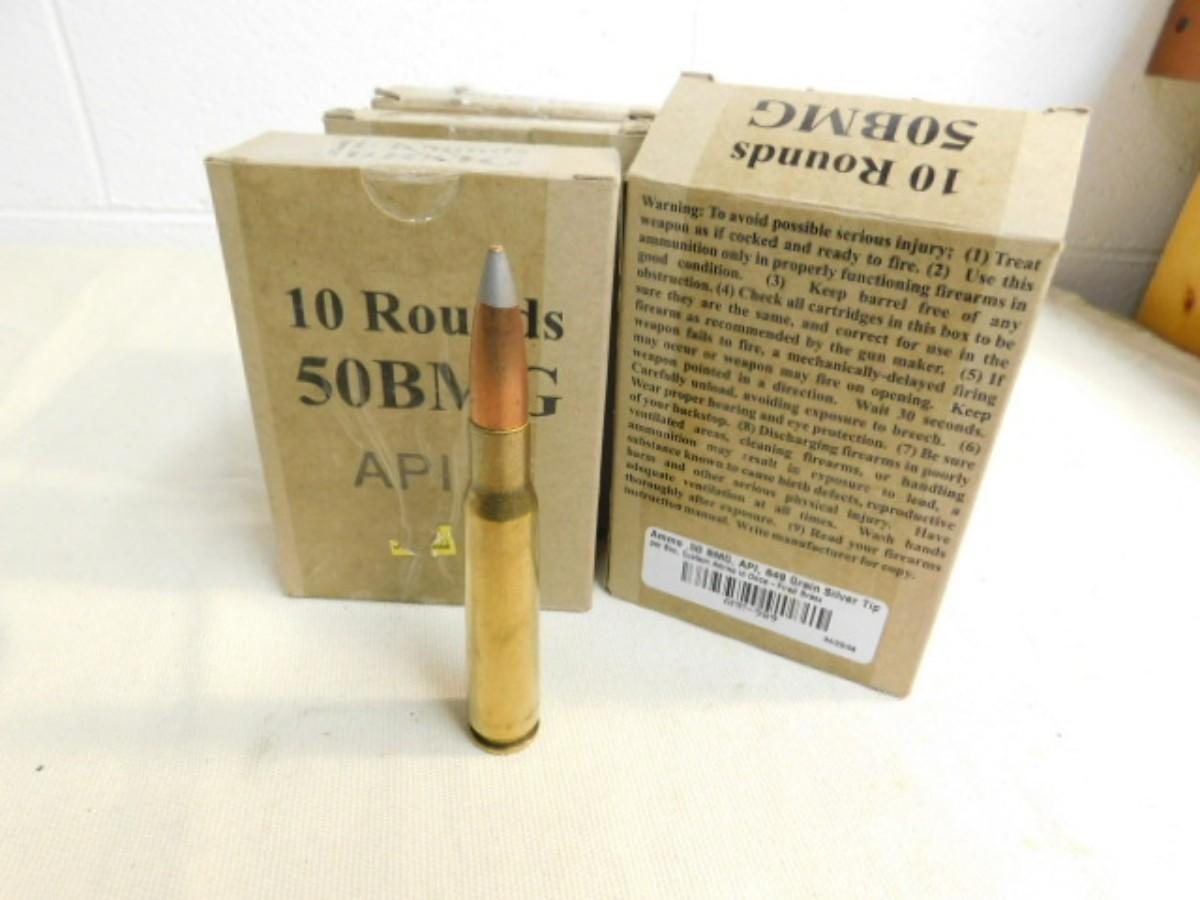 10 Rou ds
50BM G
API
10 Rounds
50BMG
Warning: To avoid possible serious injury; (1) Treat
weapon as if cocked and ready to fire. (2) Use this
ammunition only in properly functioning firearms in
good condition. (3) Keep barrel free of any
obstruction. (4) Check all cartridges in this box to be
sure they are the same, and correct for use in the
firearm as recommended by the gun maker. (5) If
weapon fails to fire, a mechanically-delayed firing
may occur or weapon may fire on opening. Keep
weapon pointed in a direction. Wait 30 seconds.
Carefully unload, avoiding exposure to breech. (6)
Wear proper hearing and eye protection. (7) Be sure
of your backstop. (8) Discharging firearms in poorly
ventilated areas, cleaning firearms, or handling
ammunition may result in exposure to lead, a
substance known to cause birth defects, reproductive
harm and other serious physical injury. Have
adequate ventilation at all times. Wash hands
thoroughly after exposure. (9) Read your firearms
instruction manual. Write manufacturer for copy.
Ammo .50 BMG, API, 649 Grain Silver Tip
per Box, Custom